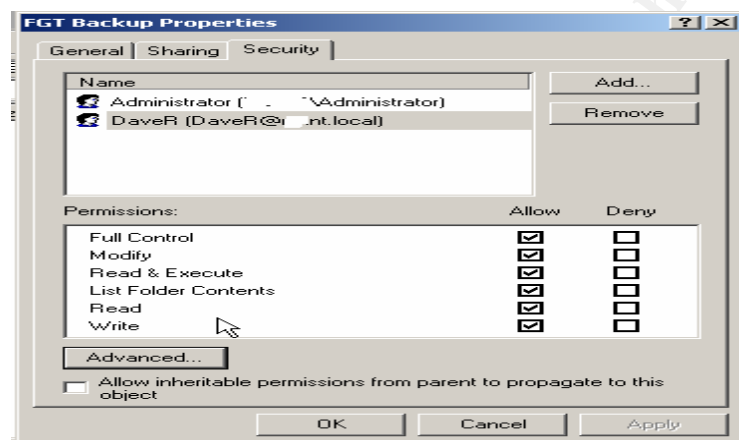 FGT Backup Properties
General Sharing Security
Name
Administrator ( \Administrator)
DaveR (DaveR@ nt.local)
Add...
Remove
Permissions: Allow Deny
Full Control
Modify
Read & Execute
List Folder Contents
Read
Write
Advanced...
Allow inheritable permissions from parent to propagate to this
object
OK Cancel Apply